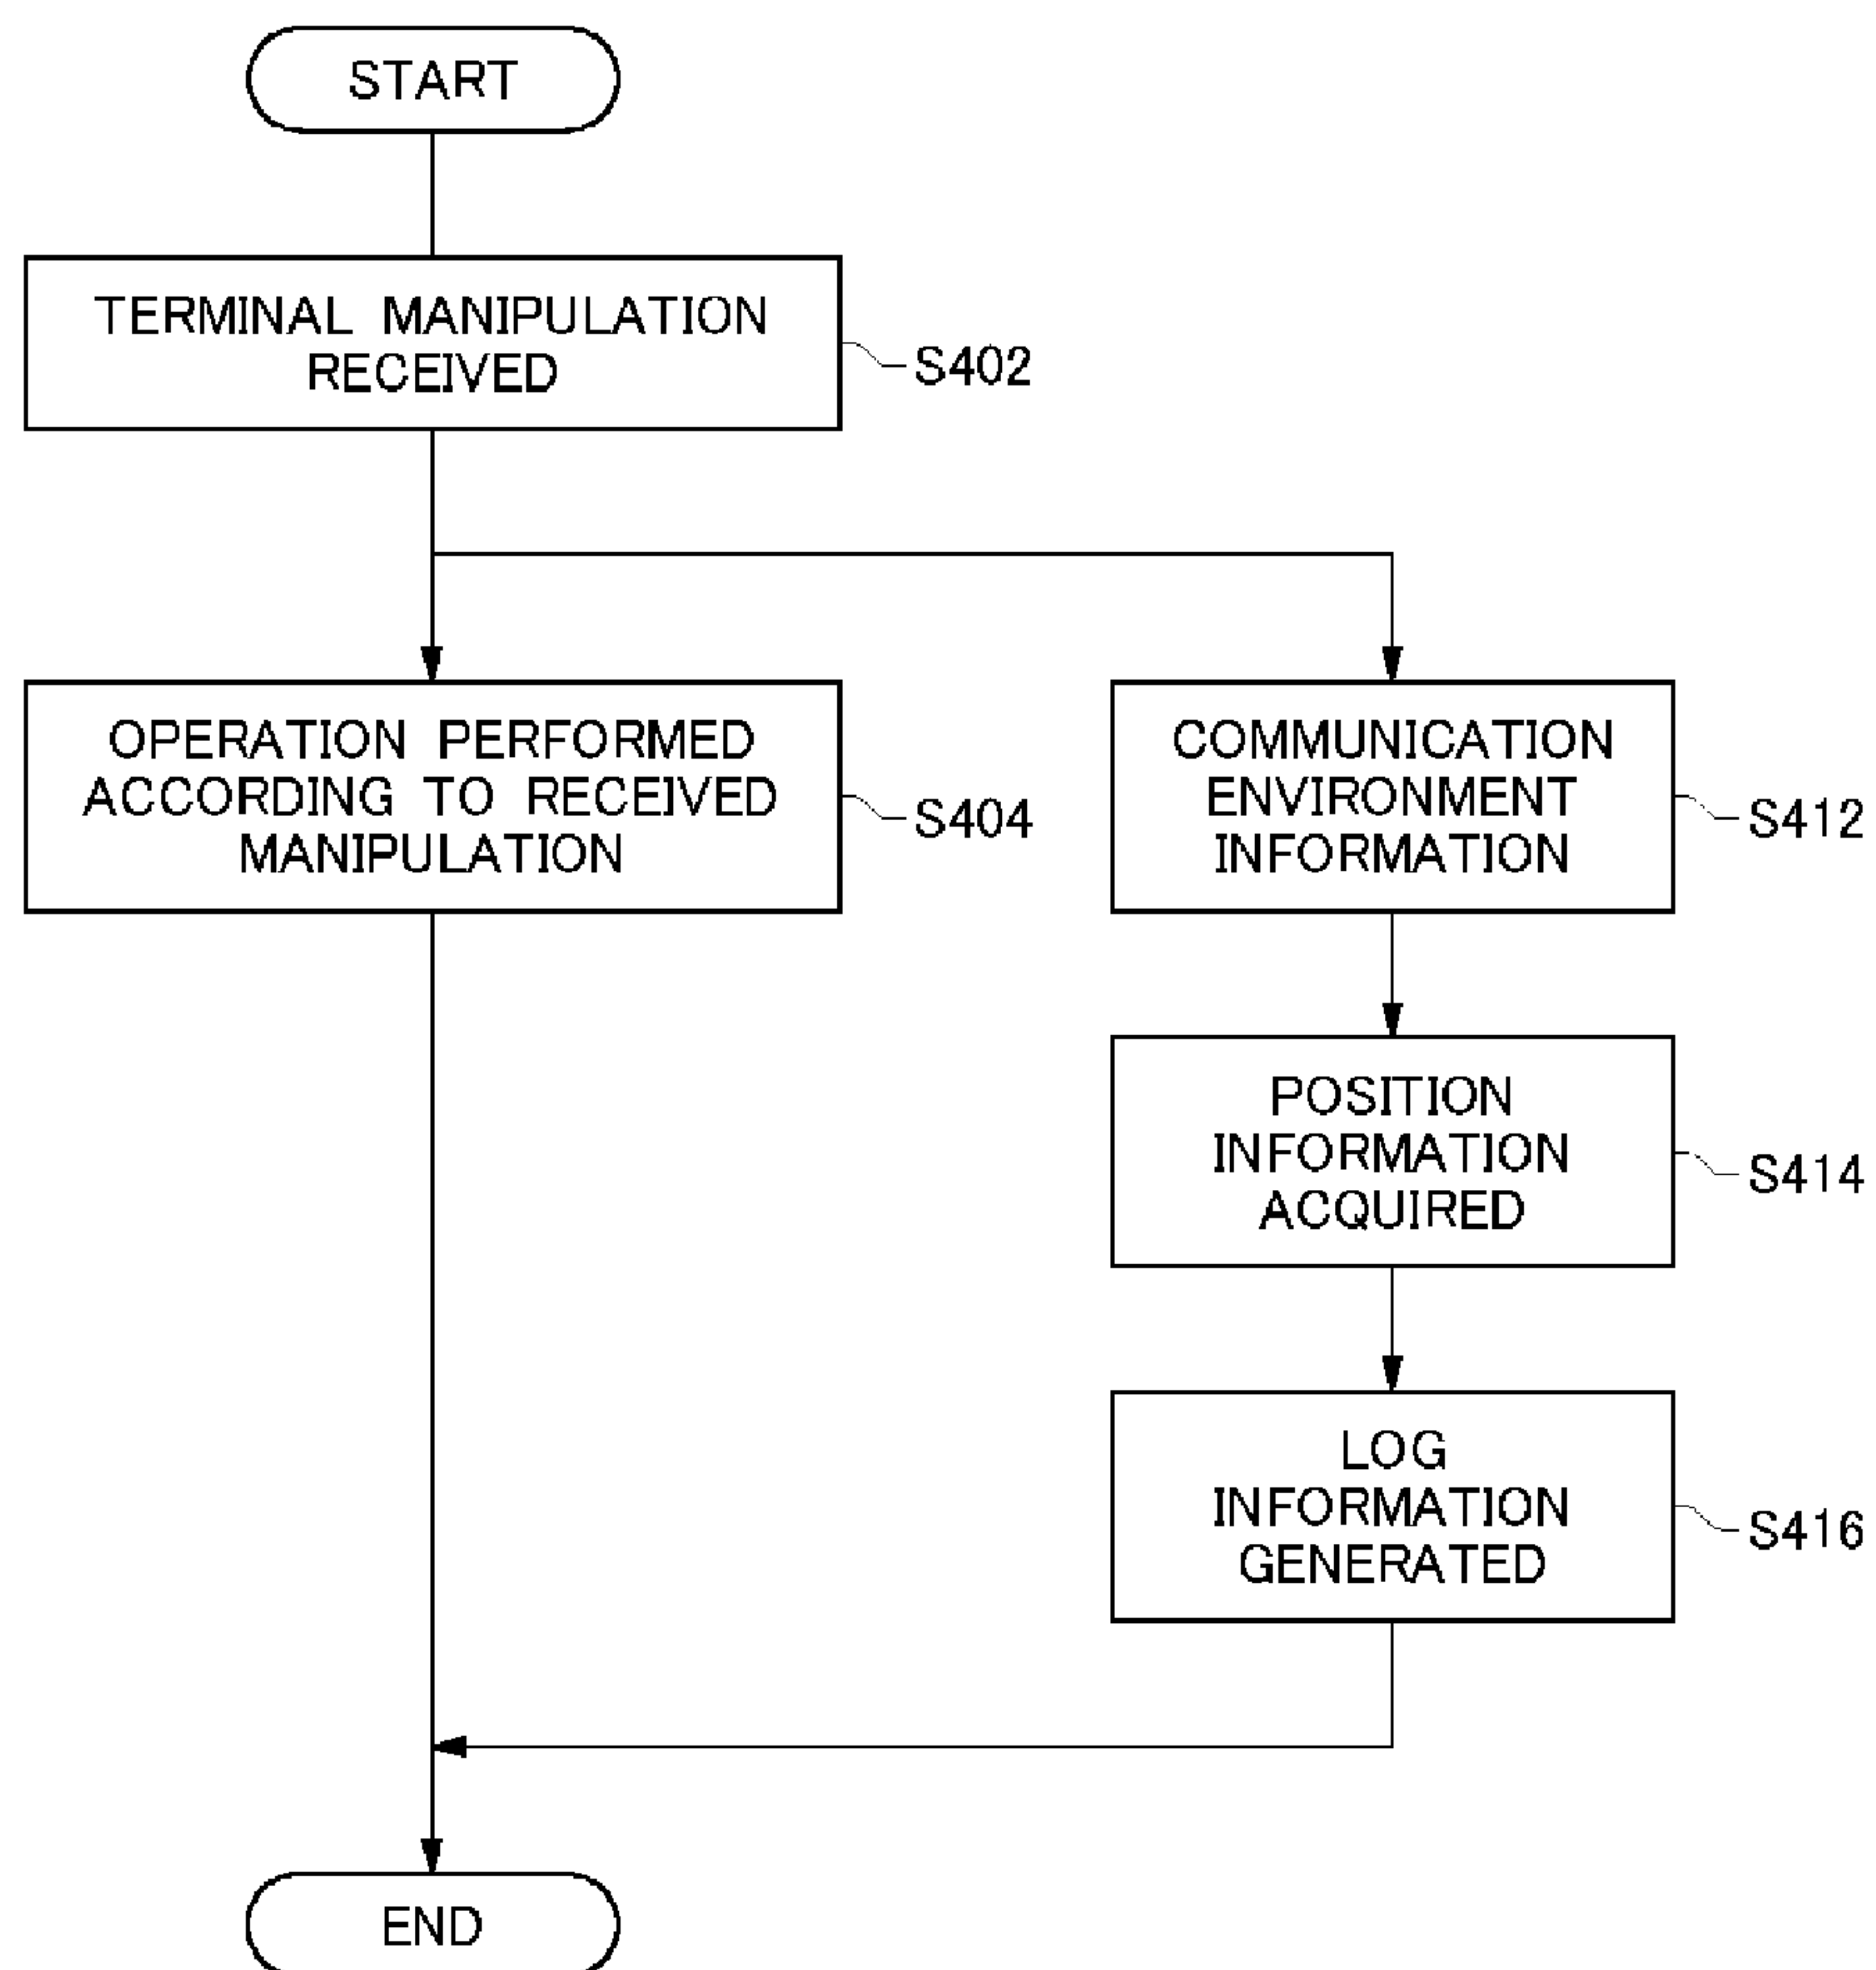 START
TERMINAL MANIPULATION
RECEIVED
S402
OPERATION PERFORMED
ACCORDING TO RECEIVED
MANIPULATION
S404
COMMUNICATION
ENVIRONMENT
INFORMATION
S412
POSITION
INFORMATION
ACQUIRED
S414
LOG
INFORMATION
GENERATED
S416
END